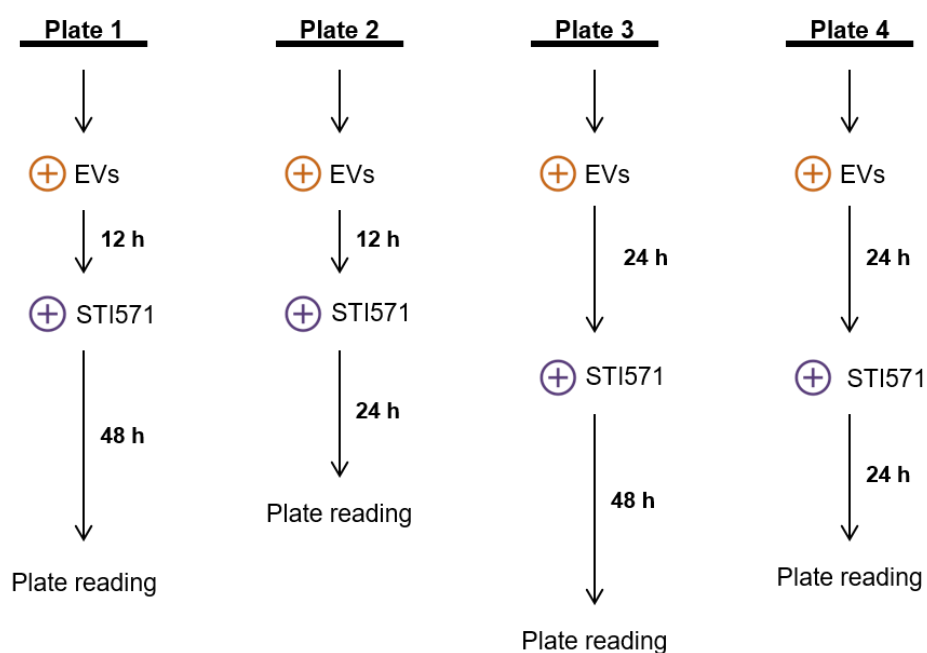 Plate 1
EVs
12 h
STI571
48 h
Plate reading
Plate 2
EVs
12 h
STI571
24 h
Plate reading
Plate 3
EVs
24 h
STI571
48 h
Plate reading
Plate 4
EVs
24 h
STI571
24 h
Plate reading